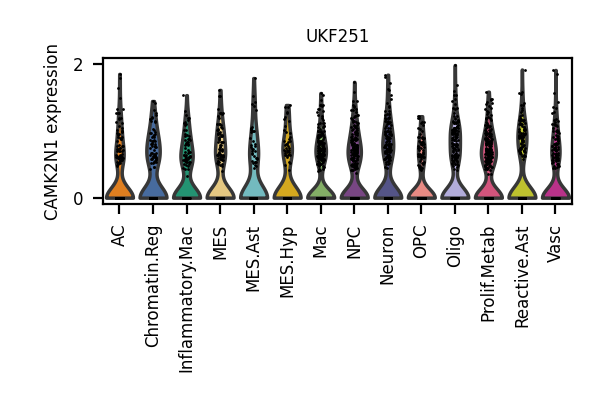 UKF251
CAMK2N1 expression
2
0
AC
Chromatin.Reg
Inflammatory.Mac
MES
MES.Ast
MES.Hyp
Mac
NPC
Neuron
OPC
Oligo
Prolif.Metab
Reactive.Ast
Vasc